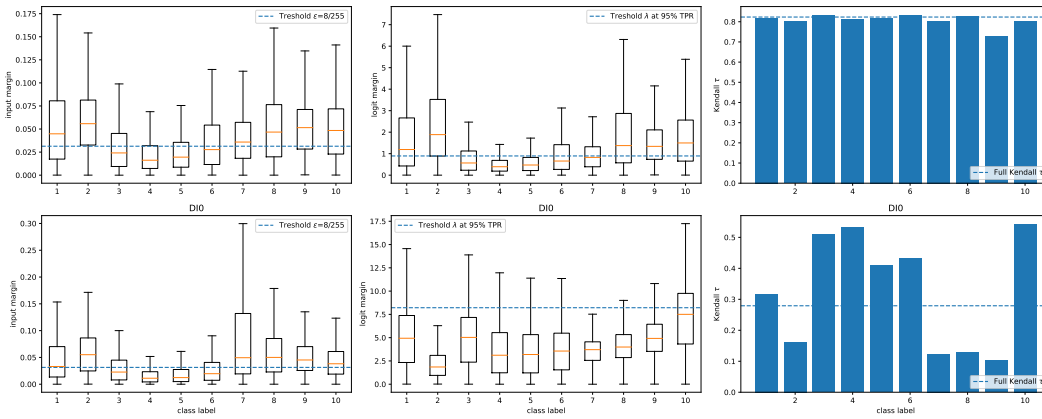 0.175
0.150
0.125
0.100
0.075
0.050
0.025
0.000
input margin
Treshold ε=8/255
1 2 3 4 5 6 7 8 9 10
7
6
5
4
3
2
1
0
logit margin
Treshold λ at 95% TPR
1 2 3 4 5 6 7 8 9 10
0.8
0.7
0.6
0.5
0.4
0.3
0.2
0.1
0.0
Kendall τ
Full Kendall τ
2 4 6 8 10
DI0
DI0
DI0
0.30
0.25
0.20
0.15
0.10
0.05
0.00
input margin
Treshold ε=8/255
1 2 3 4 5 6 7 8 9 10
class label
17.5
15.0
12.5
10.0
7.5
5.0
2.5
0.0
logit margin
Treshold λ at 95% TPR
1 2 3 4 5 6 7 8 9 10
class label
0.5
0.4
0.3
0.2
0.1
0.0
Kendall τ
Full Kendall τ
2 4 6 8 10
class label